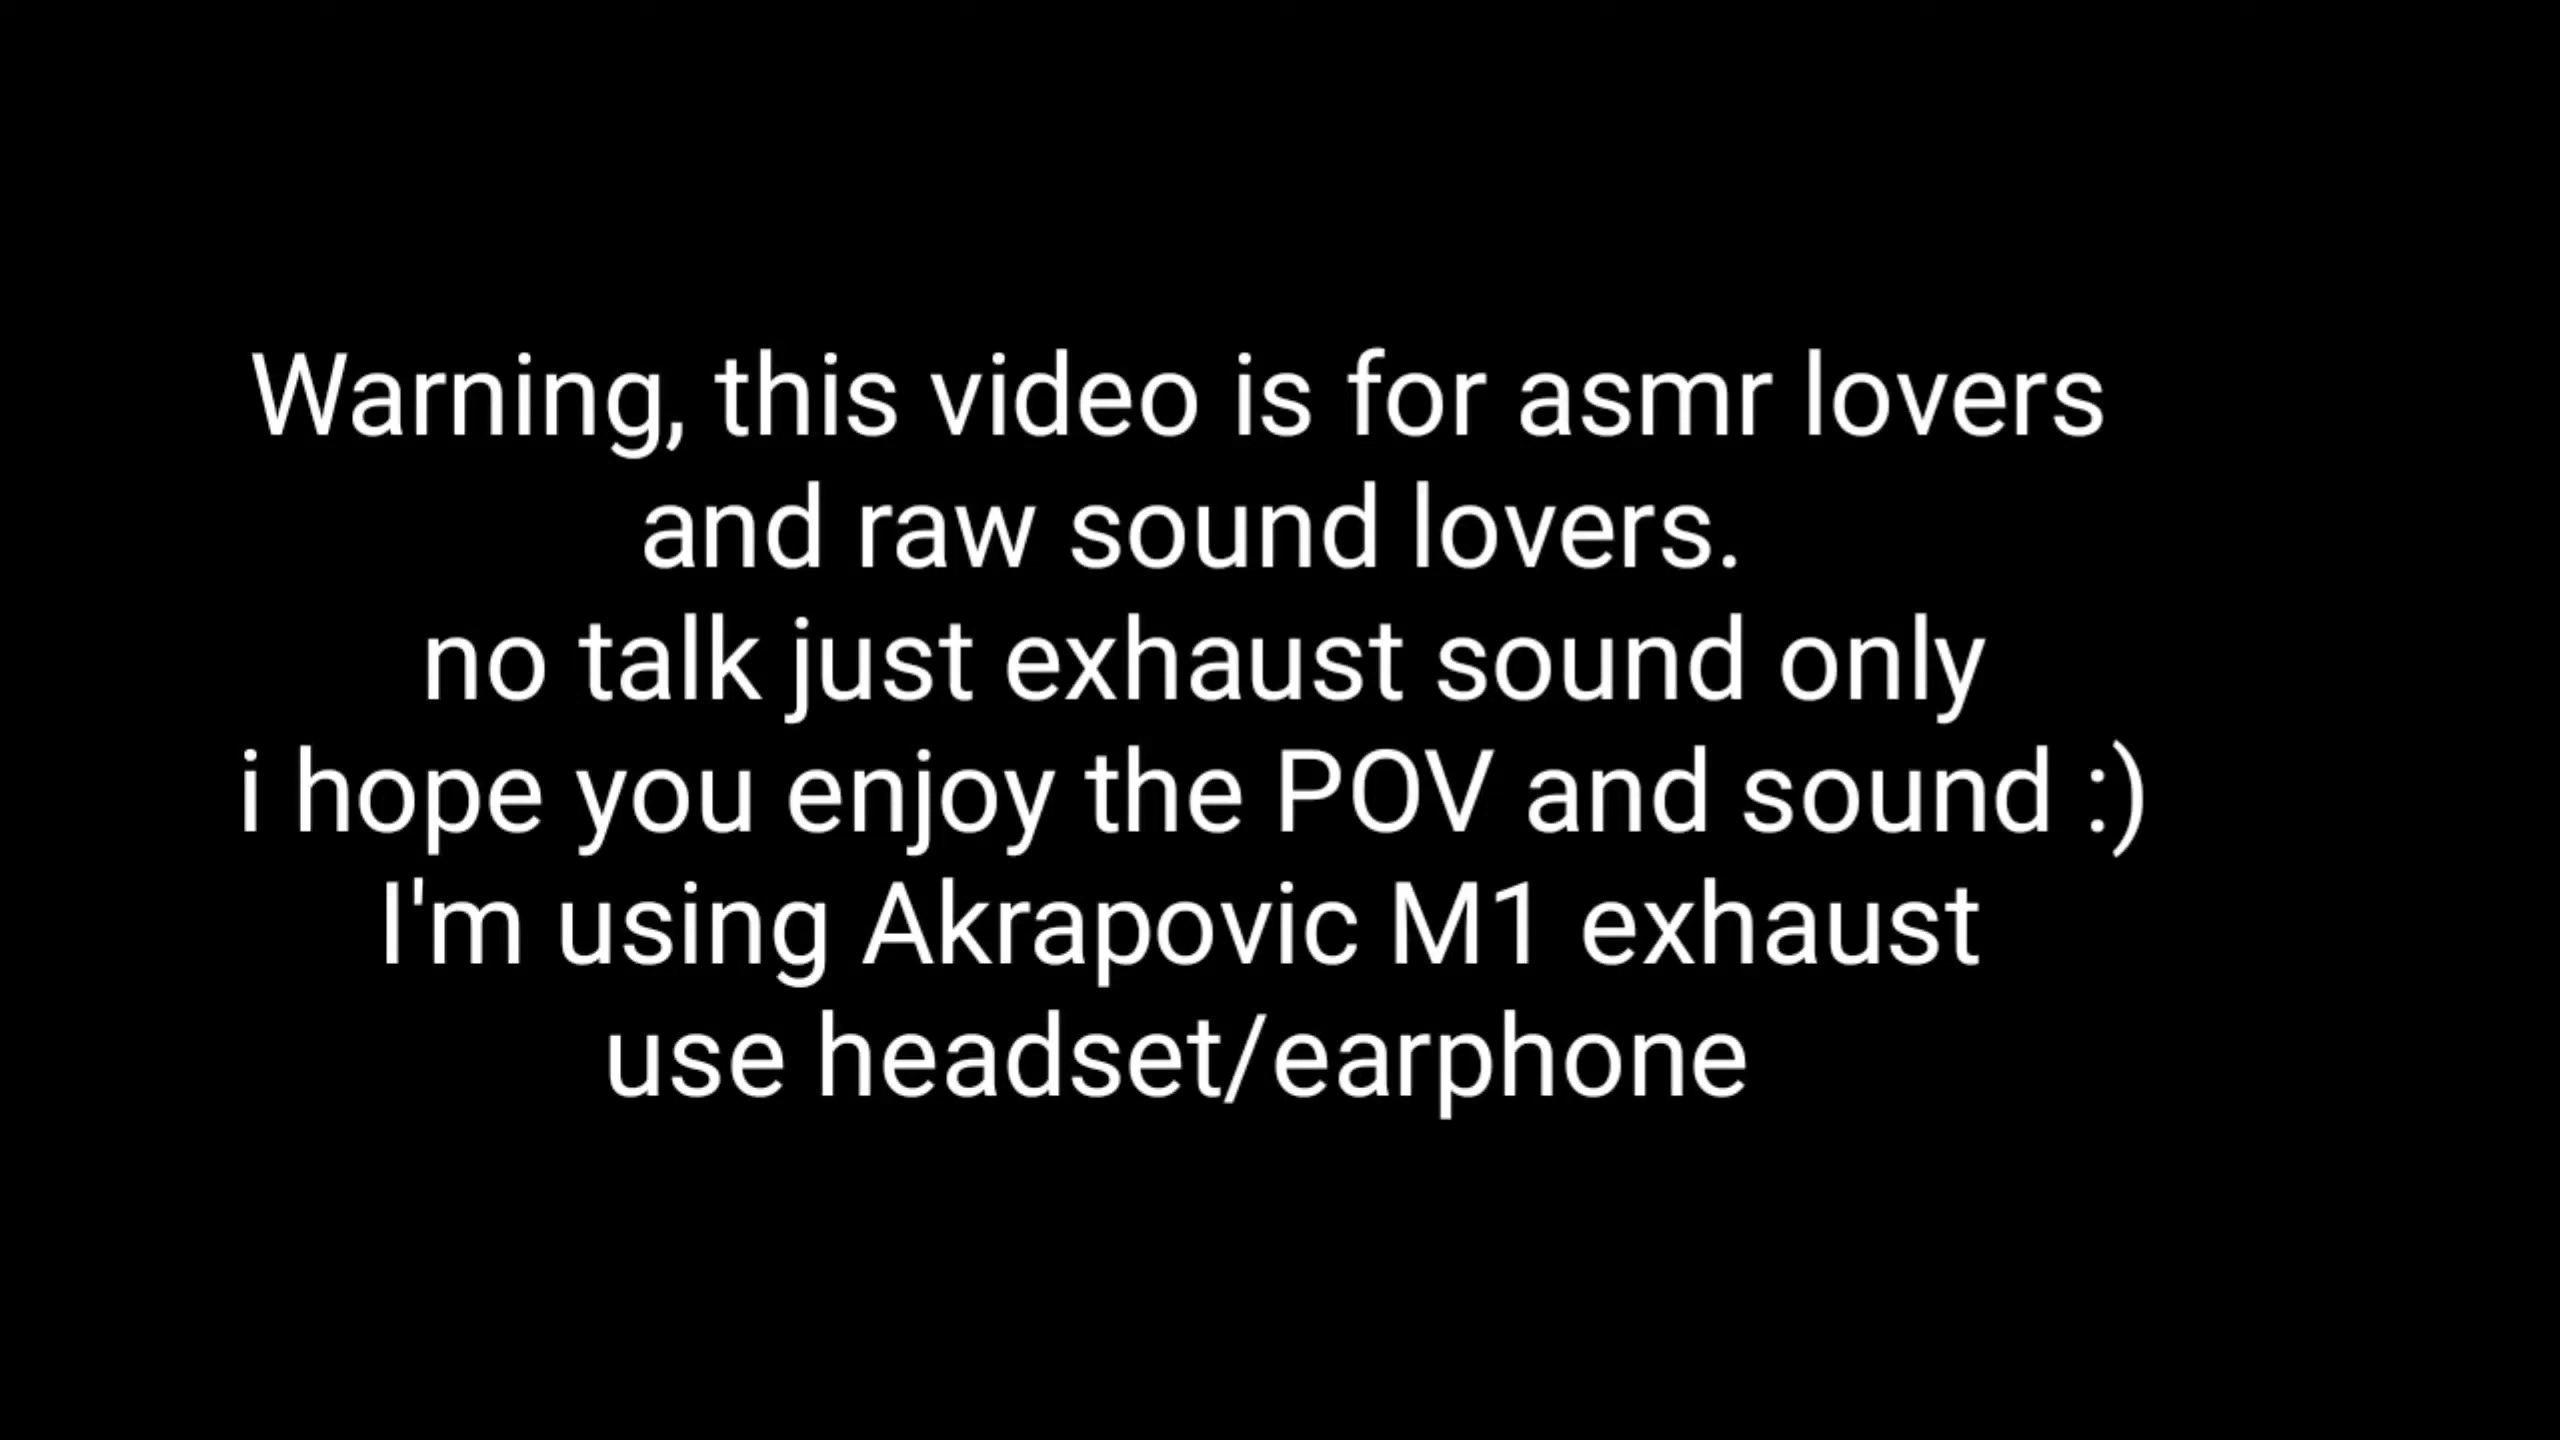 Warning, this video is for asmr lovers
and raw sound lovers.
no talk just exhaust sound only
i hope you enjoy the POV and sound :)
I'm using Akrapovic M1 exhaust
use headset/earphone